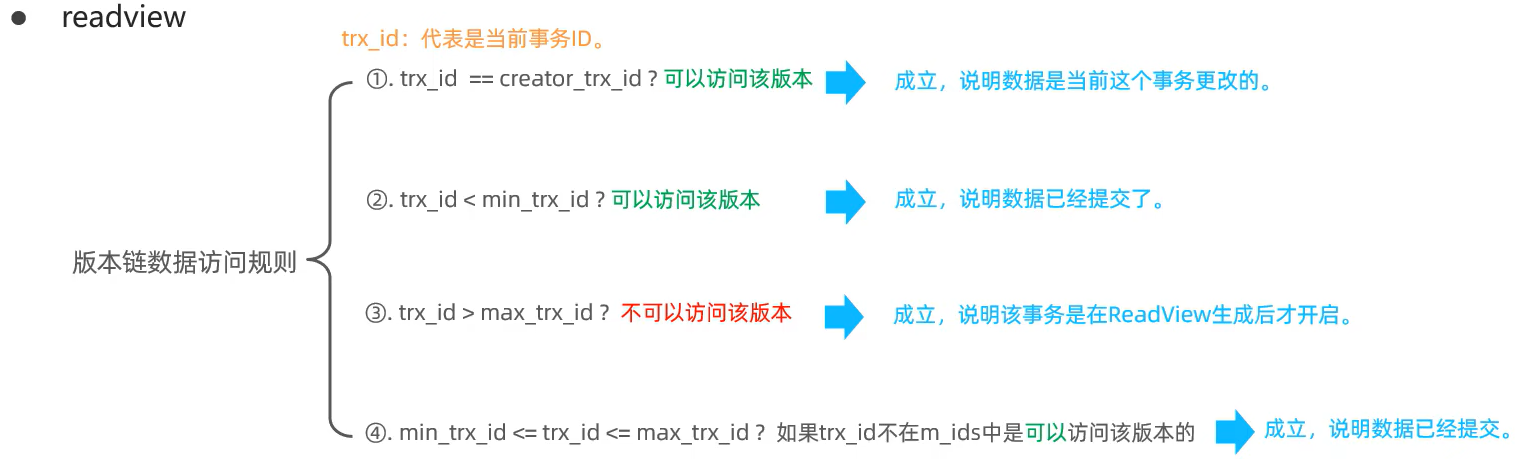 ● readview
trx_id：代表是当前事务ID。
①. trx_id == creator_trx_id ? 可以访问该版本 成立，说明数据是当前这个事务更改的。
②. trx_id < min_trx_id ? 可以访问该版本 成立，说明数据已经提交了。
版本链数据访问规则
③. trx_id > max_trx_id ? 不可以访问该版本 成立，说明该事务是在ReadView生成后才开启。
④. min_trx_id <= trx_id <= max_trx_id ? 如果trx_id不在m_ids中是可以访问该版本的 成立，说明数据已经提交。